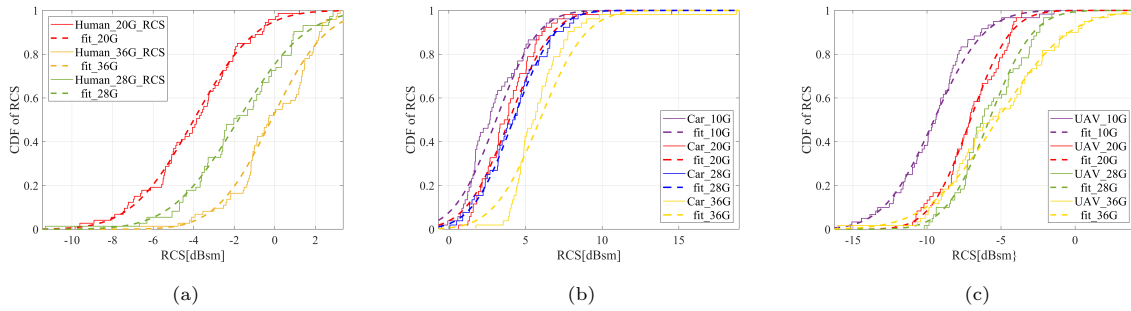 CDF of RCS
1
0.8
0.6
0.4
0.2
0
Human_20G_RCS
fit_20G
Human_36G_RCS
fit_36G
Human_28G_RCS
fit_28G
-10 -8 -6 -4 -2 0 2
RCS[dBsm]
(a)
CDF of RCS
1
0.8
0.6
0.4
0.2
0
Car_10G
fit_10G
Car_20G
fit_20G
Car_28G
fit_28G
Car_36G
fit_36G
0 5 10 15
RCS[dBsm]
(b)
CDF of RCS
1
0.8
0.6
0.4
0.2
0
UAV_10G
fit_10G
UAV_20G
fit_20G
UAV_28G
fit_28G
UAV_36G
fit_36G
-15 -10 -5 0
RCS[dBsm}
(c)